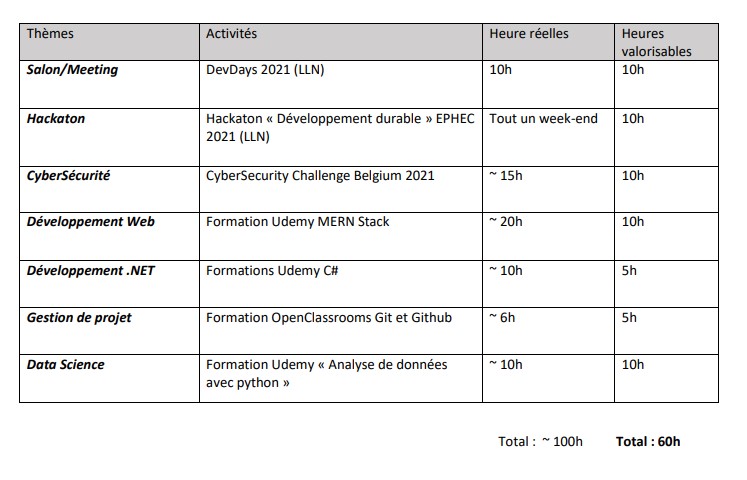 Thèmes Activités Heure réelles Heures
valorisables
Salon/Meeting DevDays 2021 (LLN) 10h 10h
Hackaton Hackaton « Développement durable » EPHEC Tout un week-end 10h
2021 (LLN)
CyberSécurité CyberSecurity Challenge Belgium 2021 ~ 15h 10h
Développement Web Formation Udemy MERN Stack ~ 20h 10h
Développement .NET Formations Udemy C# ~ 10h 5h
Gestion de projet Formation OpenClassrooms Git et Github ~ 6h 5h
Data Science Formation Udemy « Analyse de données ~ 10h 10h
avec python »
Total : ~ 100h Total : 60h